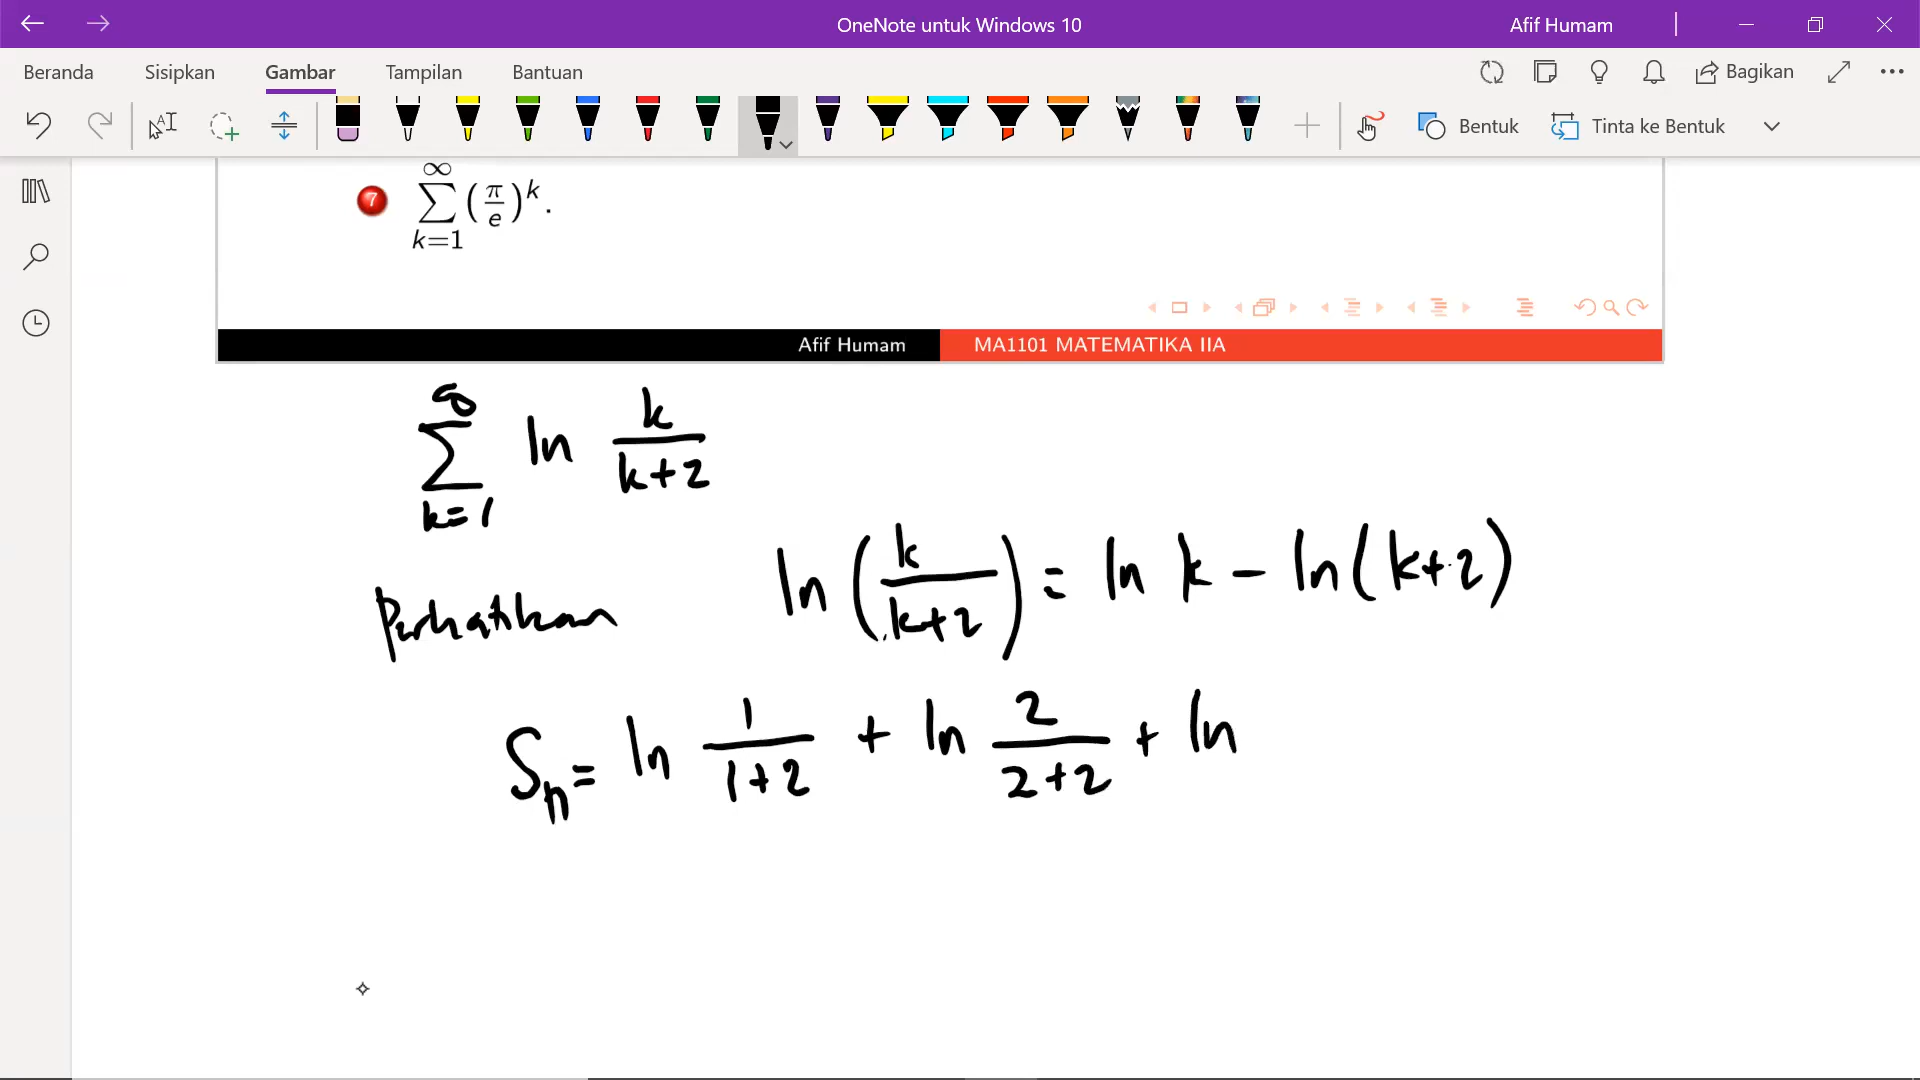 OneNote untuk Windows 10
Afif Humam
Beranda Sisipkan Gambar Tampilan Bantuan
Bagikan
Bentuk Tinta ke Bentuk
7 ∑_{k=1}^{∞} (π/e)^k.
Afif Humam MA1101 MATEMATIKA IIA
∑_{k=1}^{∞} ln k/(k+2)
Perhatikan ln(k/(k+2)) = ln k - ln(k+2)
S_n = ln 1/(1+2) + ln 2/(2+2) + ln